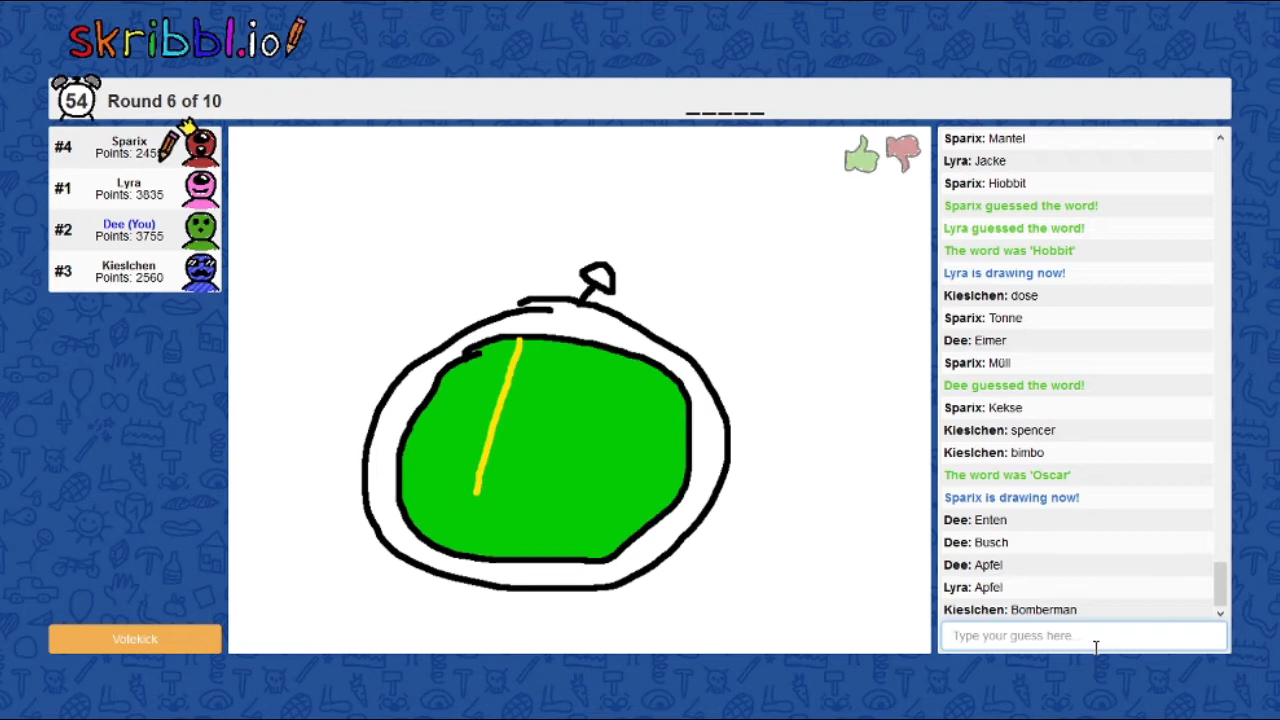 skribbl.io
54
Round 6 of 10
_____
#4
Sparix
Points: 245
#1
Lyra
Points: 3835
#2
Dee (You)
Points: 3755
#3
Kieslchen
Points: 2560
Votekick
Sparix: Mantel
Lyra: Jacke
Sparix: Hiobbit
Sparix guessed the word!
Lyra guessed the word!
The word was 'Hobbit'
Lyra is drawing now!
Kieslchen: dose
Sparix: Tonne
Dee: Eimer
Sparix: Müll
Dee guessed the word!
Sparix: Kekse
Kieslchen: spencer
Kieslchen: bimbo
The word was 'Oscar'
Sparix is drawing now!
Dee: Enten
Dee: Busch
Dee: Apfel
Lyra: Apfel
Kieslchen: Bomberman
Type your guess here...